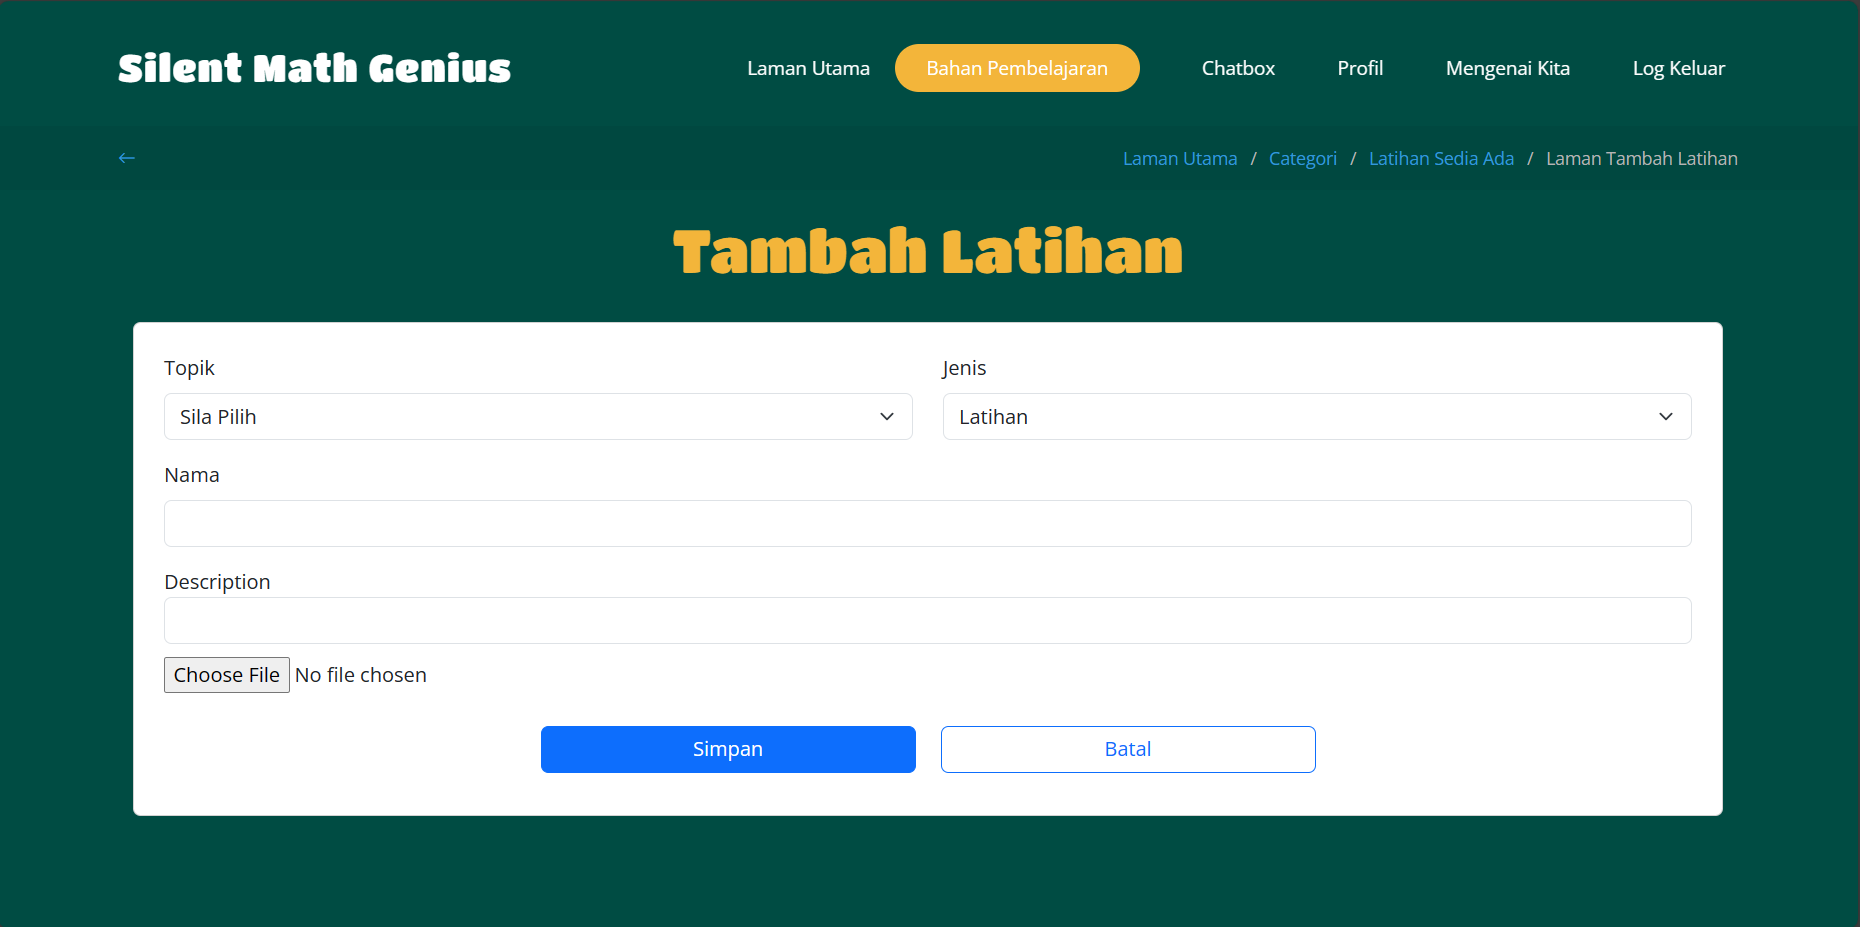 Silent Math Genius
Laman Utama Bahan Pembelajaran Chatbox Profil Mengenai Kita Log Keluar
← Laman Utama / Categori / Latihan Sedia Ada / Laman Tambah Latihan
Tambah Latihan
Topik Jenis
Sila Pilih Latihan
Nama
Description
Choose File No file chosen
Simpan Batal